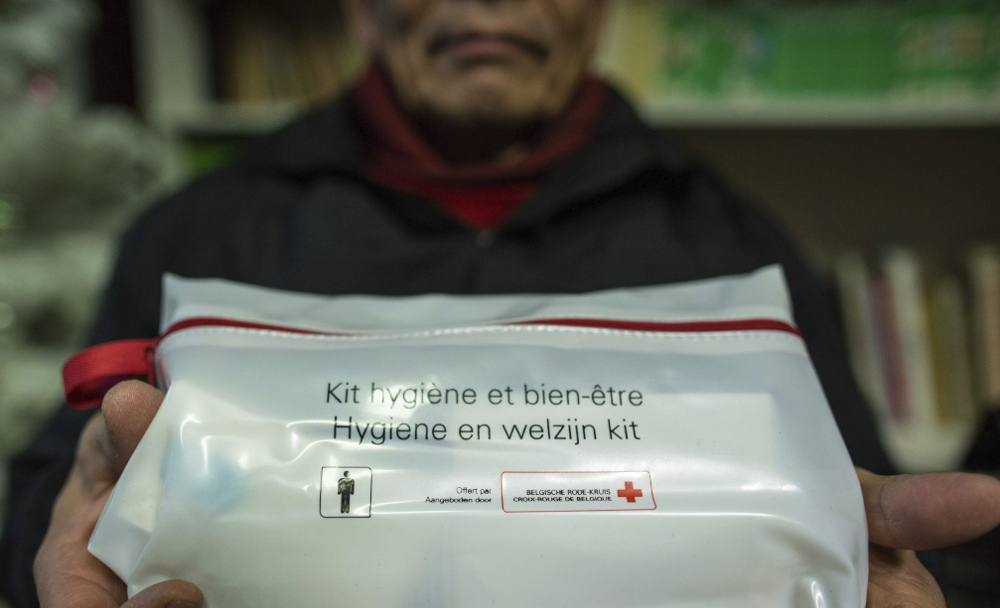 Kit hygiène et bien-être
Hygiene en welzijn kit
Offert par
Aangeboden door
BELGISCHE RODE-KRUIS
CROIX-ROUGE DE BELGIQUE